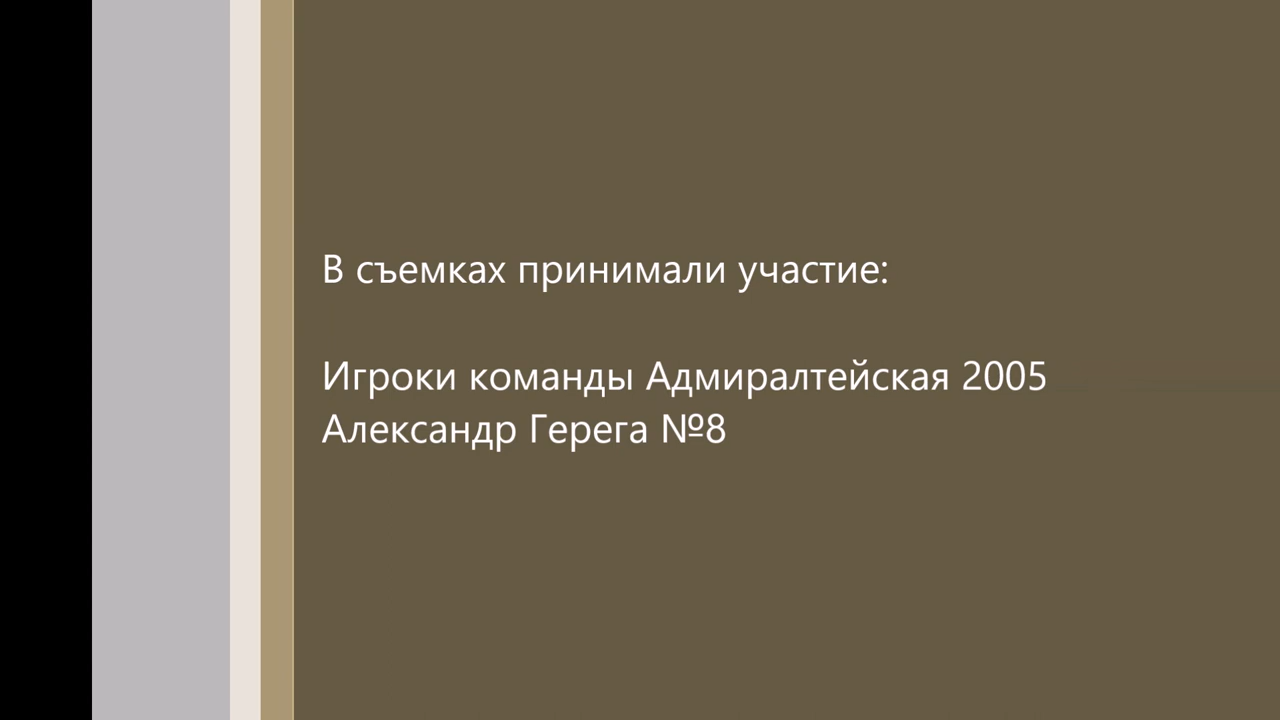 В съемках принимали участие:
Игроки команды Адмиралтейская 2005
Александр Герега №8